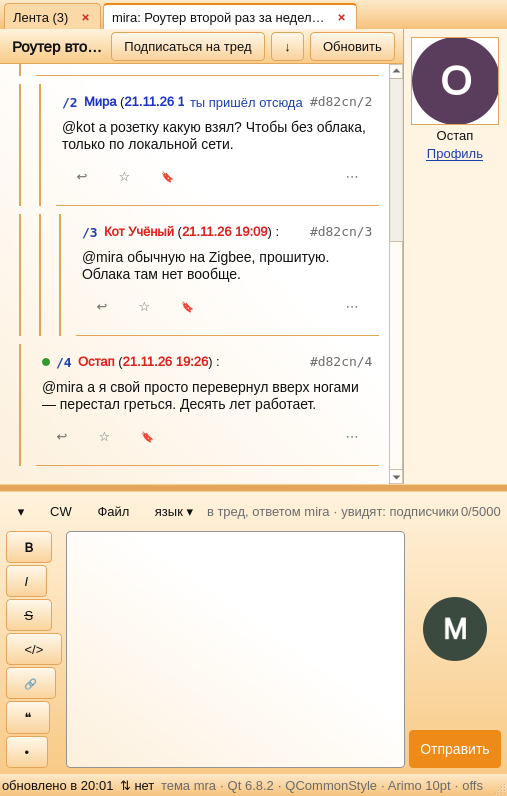 Лента (3) ×
mira: Роутер второй раз за недел... ×
Роутер вто... Подписаться на тред ↓ Обновить
/2 Мира (21.11.26 1 ты пришёл отсюда #d82cn/2
@kot а розетку какую взял? Чтобы без облака,
только по локальной сети.
↩ ☆ 🔖 ...
/3 Кот Учёный (21.11.26 19:09) : #d82cn/3
@mira обычную на Zigbee, прошитую.
Облака там нет вообще.
↩ ☆ 🔖 ...
/4 Остап (21.11.26 19:26) : #d82cn/4
@mira а я свой просто перевернул вверх ногами
— перестал греться. Десять лет работает.
↩ ☆ 🔖 ...
О
Остап
Профиль
▾ CW Файл язык ▾ в тред, ответом mira · увидят: подписчики 0/5000
B
I
S
</>
🔗
❝
•
М
Отправить
обновлено в 20:01 ⇅ нет тема mra · Qt 6.8.2 · QCommonStyle · Arimo 10pt · offs